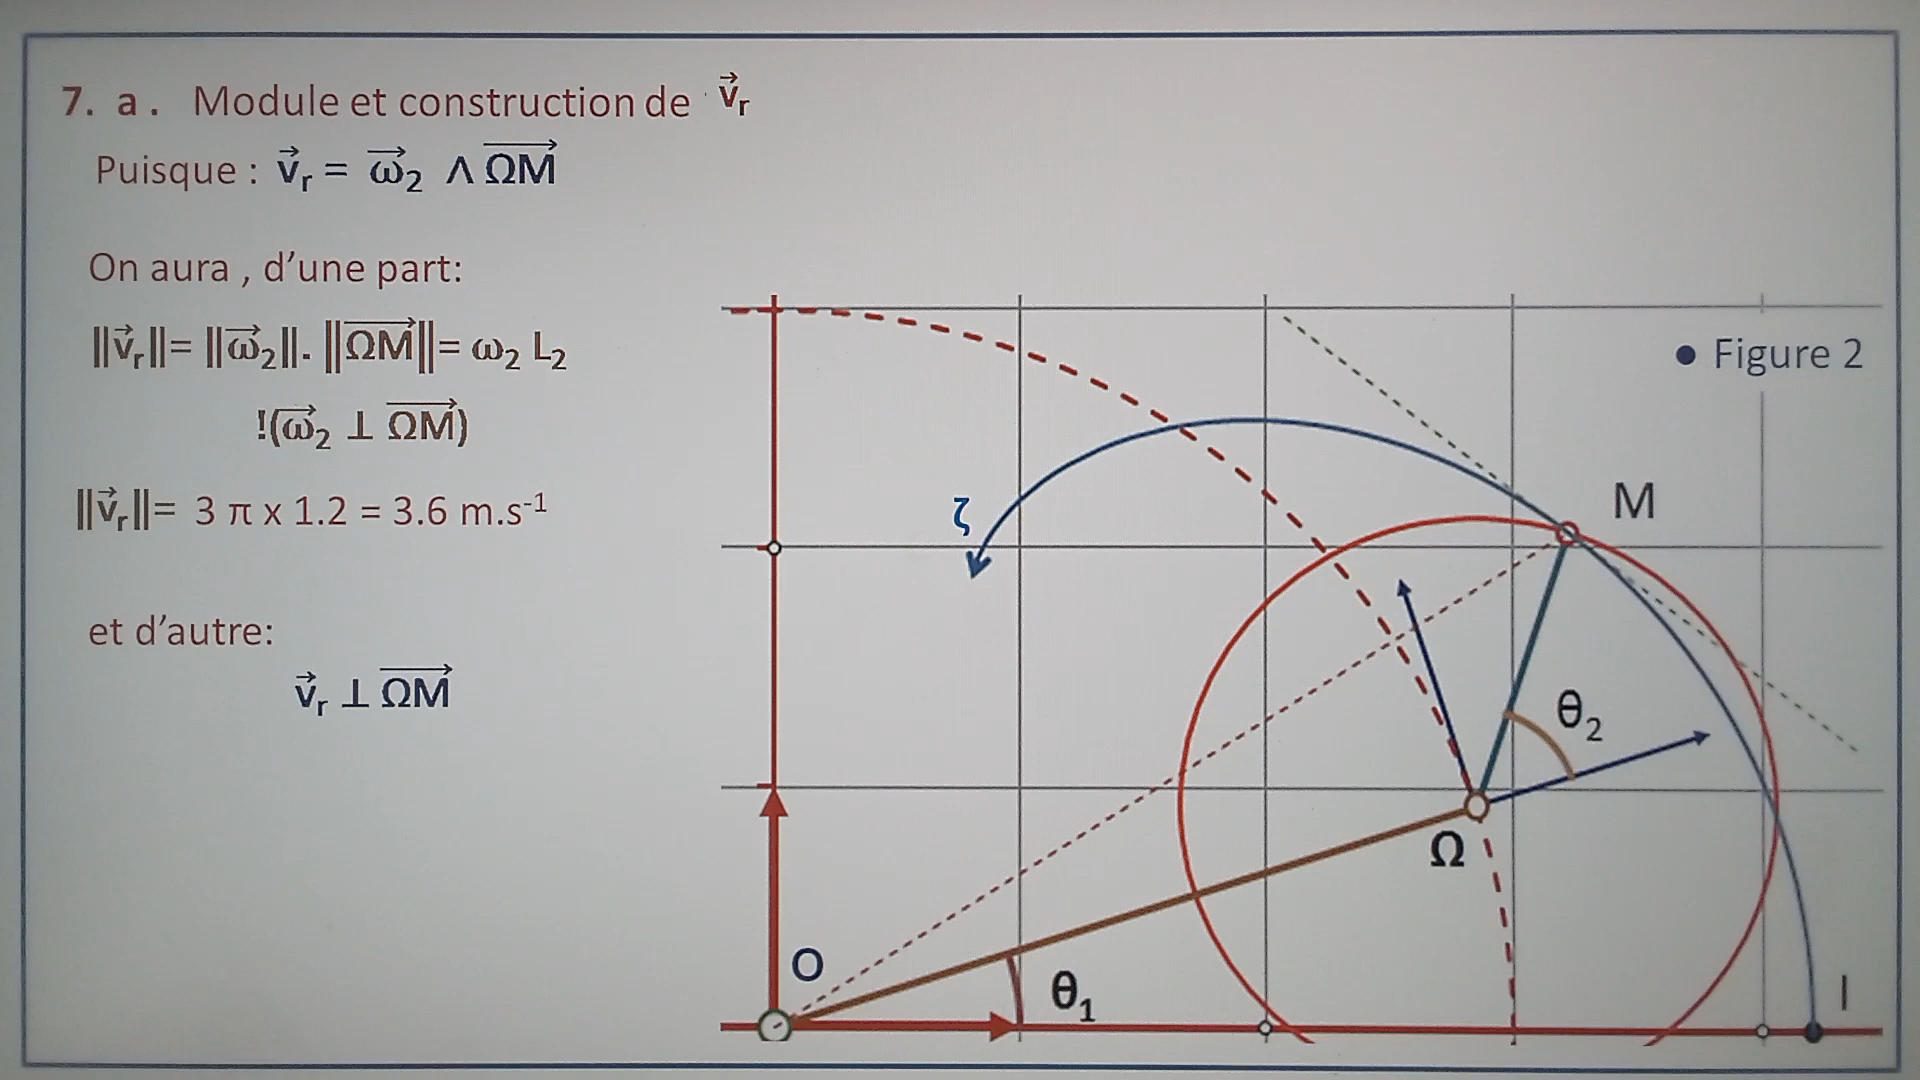 7. a. Module et construction de v⃗r
Puisque : v⃗r = ω⃗2 ∧ ΩM⃗
On aura , d'une part:
‖v⃗r‖= ‖ω⃗2‖. ‖ΩM⃗‖= ω2 L2
!(ω⃗2 ⊥ ΩM⃗)
‖v⃗r‖= 3 π x 1.2 = 3.6 m.s-1
et d'autre:
v⃗r ⊥ ΩM⃗
• Figure 2
M
ζ
θ2
Ω
O
θ1
I